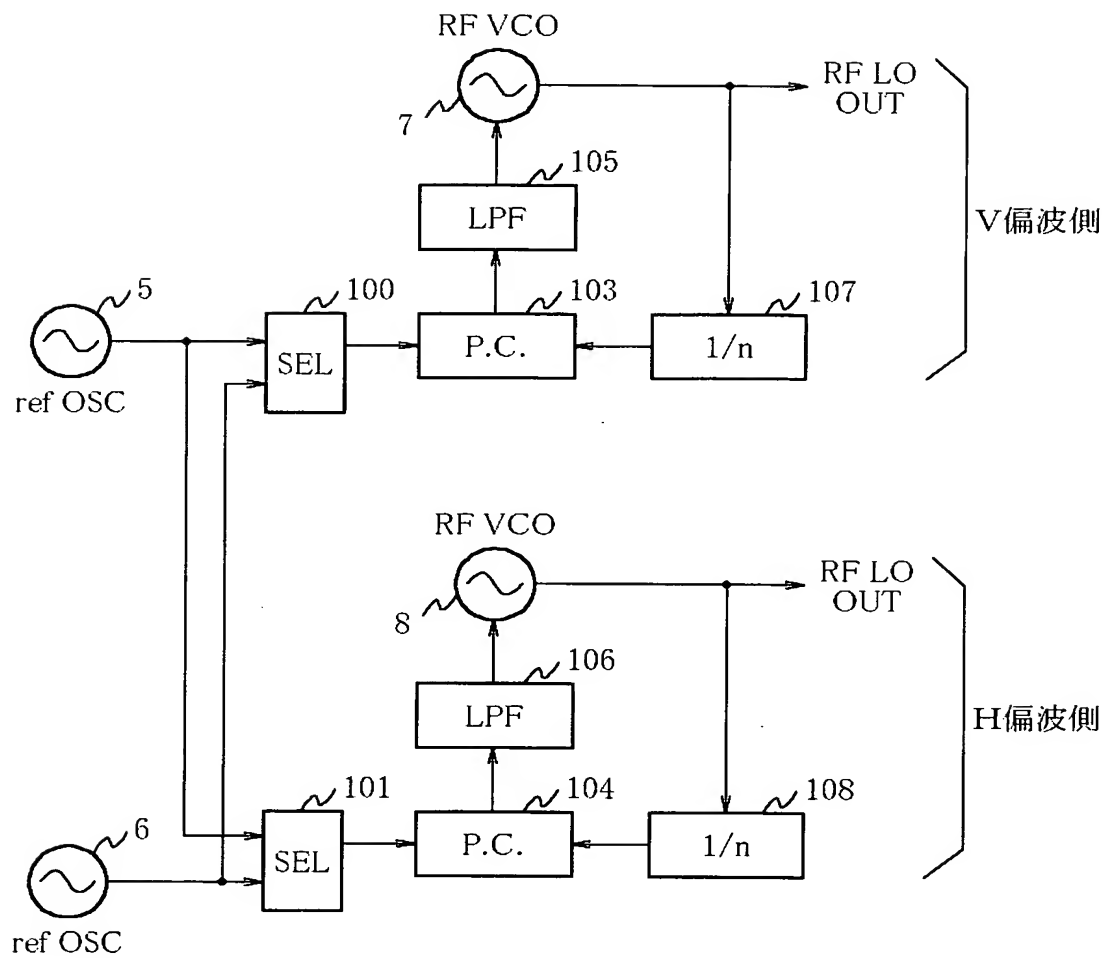 RF VCO
7
RF LO
OUT
105
LPF
V偏波側
5
ref OSC
100
SEL
103
P.C.
107
1/n
RF VCO
8
RF LO
OUT
106
LPF
H偏波側
6
ref OSC
101
SEL
104
P.C.
108
1/n